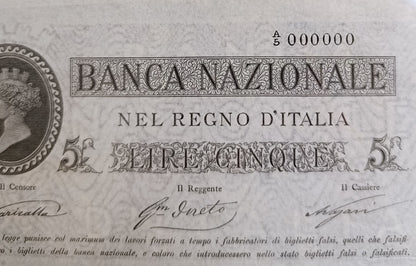 A/5 000000
BANCA NAZIONALE
NEL REGNO D'ITALIA
5 LIRE CINQUE 5
Il Censore Il Reggente Il Cassiere
legge punisce col maximum dei lavori forzati a tempo i fabbricatori di biglietti falsi, quelli che falsifi
i biglietti della banca nazionale, e coloro che introducessero nello stato biglietti falsi o falsificati.